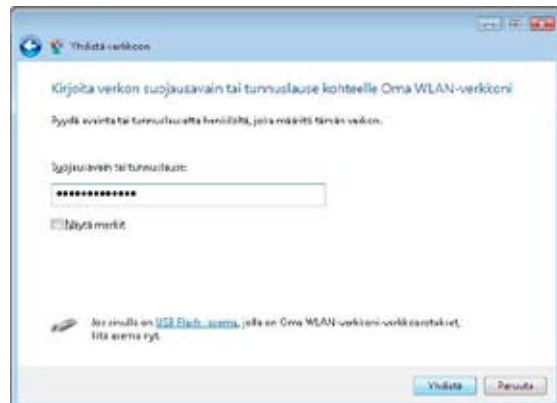 Yhdistä verkkoon
Kirjoita verkon suojausavain tai tunnuslause kohteelle Oma WLAN-verkkoni
Pyydä avainta tai tunnuslausetta henkilöltä, joka määritti tämän verkon.
Suojausavain tai tunnuslause:
•••••••••••••
Näytä merkit
Jos sinulla on USB Flash -asema, jolla on Oma WLAN-verkkoni-verkkoasetukset,
liitä asema nyt.
Yhdistä
Peruuta